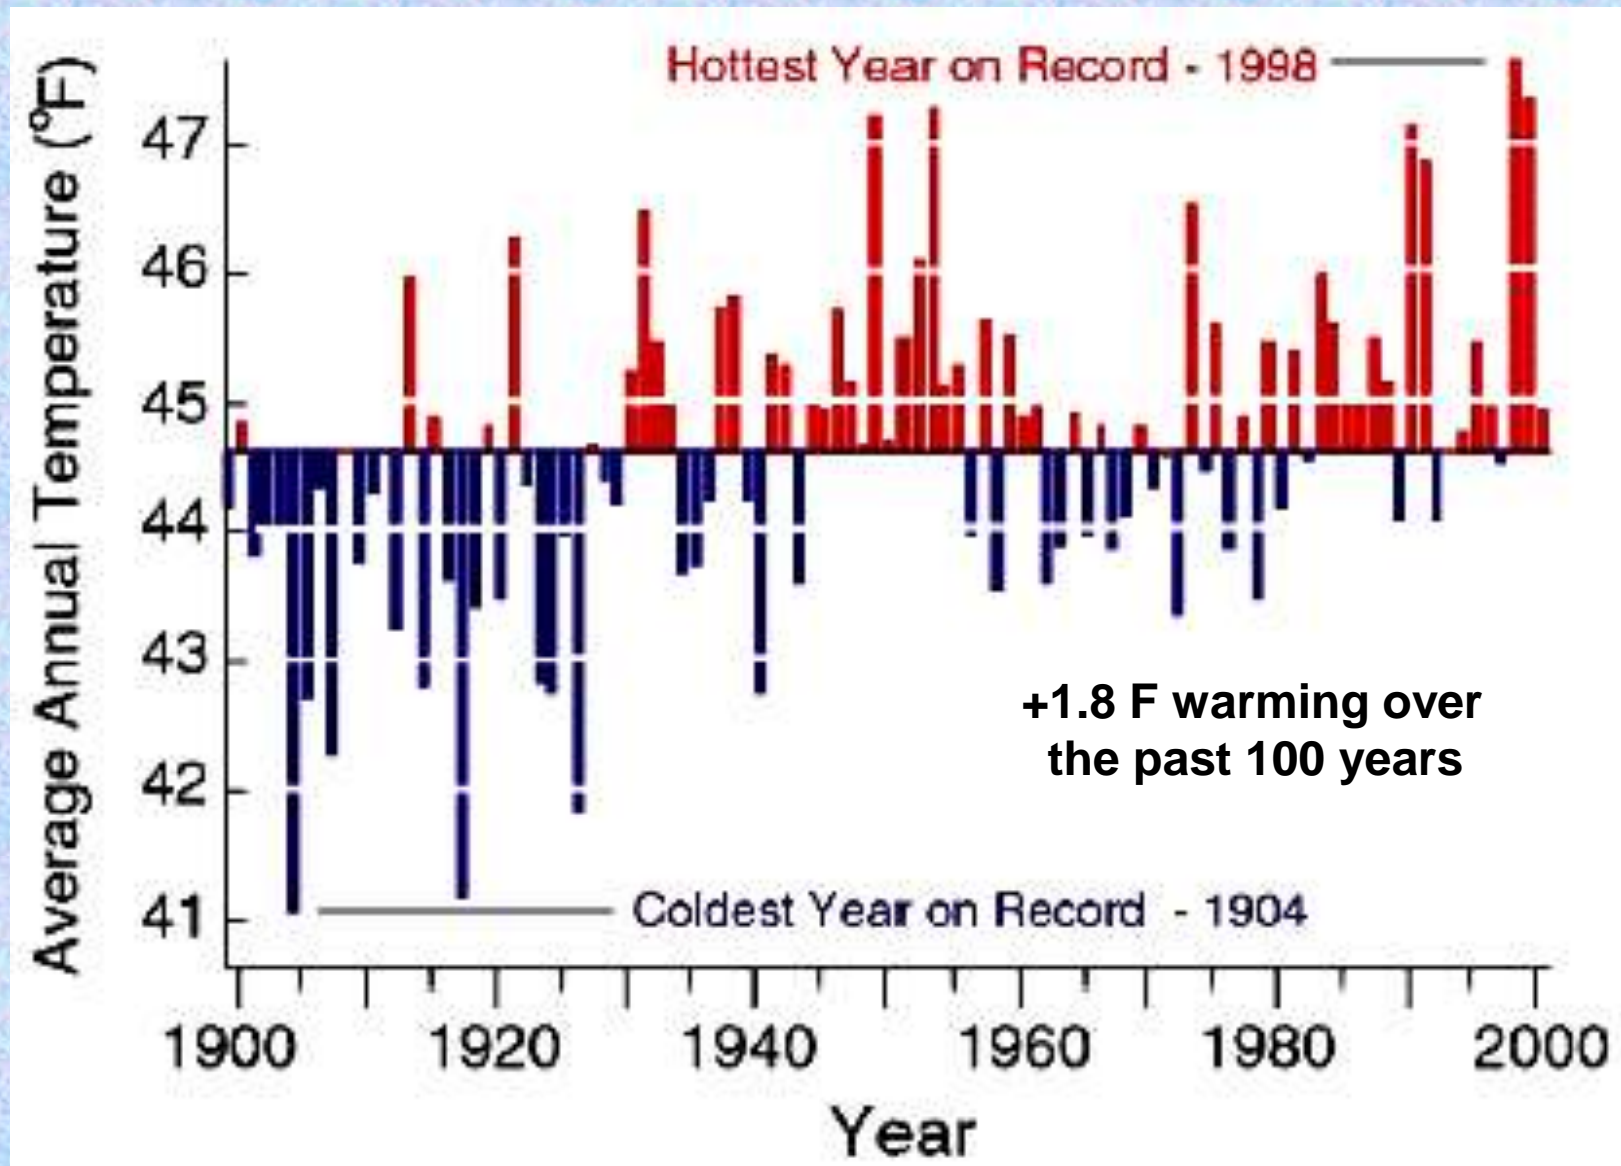 Hottest Year on Record - 1998
Average Annual Temperature (°F)
47
46
45
44
43
42
41
+1.8 F warming over
the past 100 years
Coldest Year on Record - 1904
1900 1920 1940 1960 1980 2000
Year